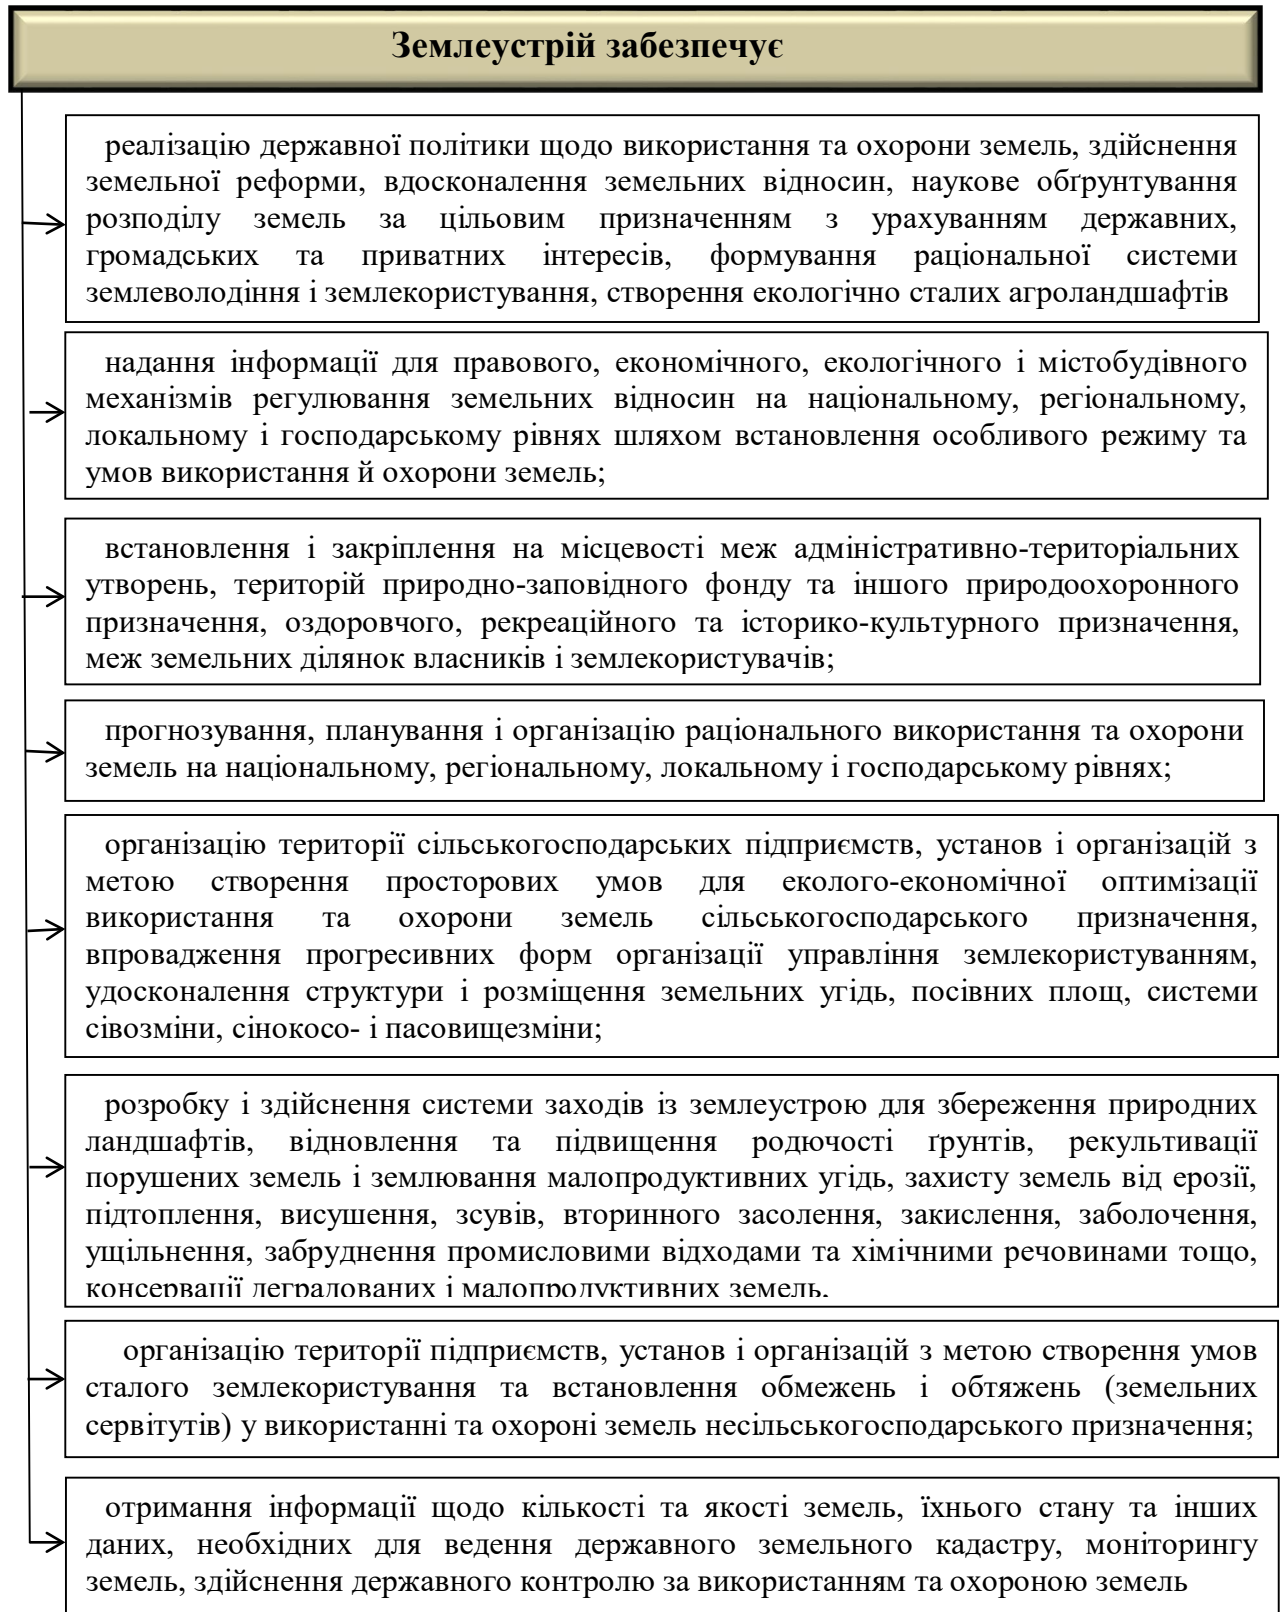 Землеустрій забезпечує
реалізацію державної політики щодо використання та охорони земель, здійснення
земельної реформи, вдосконалення земельних відносин, наукове обґрунтування
розподілу земель за цільовим призначенням з урахуванням державних,
громадських та приватних інтересів, формування раціональної системи
землеволодіння і землекористування, створення екологічно сталих агроландшафтів
надання інформації для правового, економічного, екологічного і містобудівного
механізмів регулювання земельних відносин на національному, регіональному,
локальному і господарському рівнях шляхом встановлення особливого режиму та
умов використання й охорони земель;
встановлення і закріплення на місцевості меж адміністративно-територіальних
утворень, територій природно-заповідного фонду та іншого природоохоронного
призначення, оздоровчого, рекреаційного та історико-культурного призначення,
меж земельних ділянок власників і землекористувачів;
прогнозування, планування і організацію раціонального використання та охорони
земель на національному, регіональному, локальному і господарському рівнях;
організацію території сільськогосподарських підприємств, установ і організацій з
метою створення просторових умов для еколого-економічної оптимізації
використання та охорони земель сільськогосподарського призначення,
впровадження прогресивних форм організації управління землекористуванням,
удосконалення структури і розміщення земельних угідь, посівних площ, системи
сівозміни, сінокосо- і пасовищезміни;
розробку і здійснення системи заходів із землеустрою для збереження природних
ландшафтів, відновлення та підвищення родючості ґрунтів, рекультивації
порушених земель і землювання малопродуктивних угідь, захисту земель від ерозії,
підтоплення, висушення, зсувів, вторинного засолення, закислення, заболочення,
ущільнення, забруднення промисловими відходами та хімічними речовинами тощо,
консервації деградованих і малопродуктивних земель,
організацію території підприємств, установ і організацій з метою створення умов
сталого землекористування та встановлення обмежень і обтяжень (земельних
сервітутів) у використанні та охороні земель несільськогосподарського призначення;
отримання інформації щодо кількості та якості земель, їхнього стану та інших
даних, необхідних для ведення державного земельного кадастру, моніторингу
земель, здійснення державного контролю за використанням та охороною земель